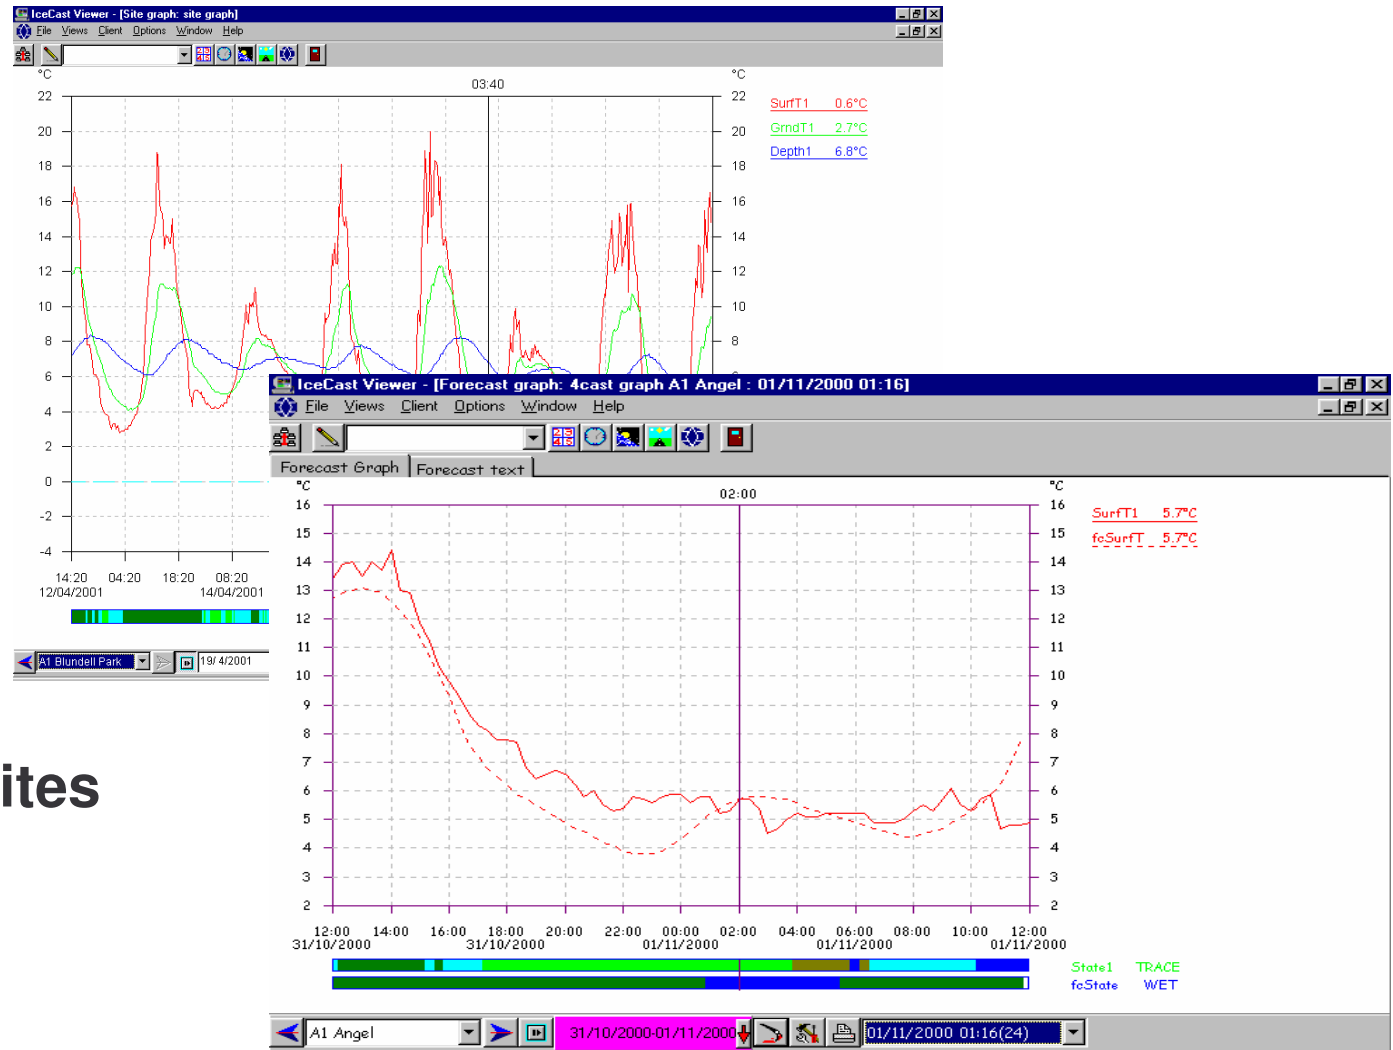 IceCast Viewer - [Site graph: site graph]
File Views Client Options Window Help
°C 03:40 °C
22 22 SurfT1 0.6°C
20 20 GrndT1 2.7°C
18 18 Depth1 6.8°C
16 16
14 14
12 12
10 10
8 8
6
4
2
0
-2
-4
14:20 04:20 18:20 08:20
12/04/2001 14/04/2001
A1 Blundell Park 19/ 4/2001
ites
IceCast Viewer - [Forecast graph: 4cast graph A1 Angel : 01/11/2000 01:16]
File Views Client Options Window Help
Forecast Graph Forecast text
°C 02:00 °C
16 16 SurfT1 5.7°C
15 15 fcSurfT 5.7°C
14 14
13 13
12 12
11 11
10 10
9 9
8 8
7 7
6 6
5 5
4 4
3 3
2 2
12:00 14:00 16:00 18:00 20:00 22:00 00:00 02:00 04:00 06:00 08:00 10:00 12:00
31/10/2000 31/10/2000 01/11/2000 01/11/2000 01/11/2000
State1 TRACE
fcState WET
A1 Angel 31/10/2000-01/11/2000 01/11/2000 01:16(24)